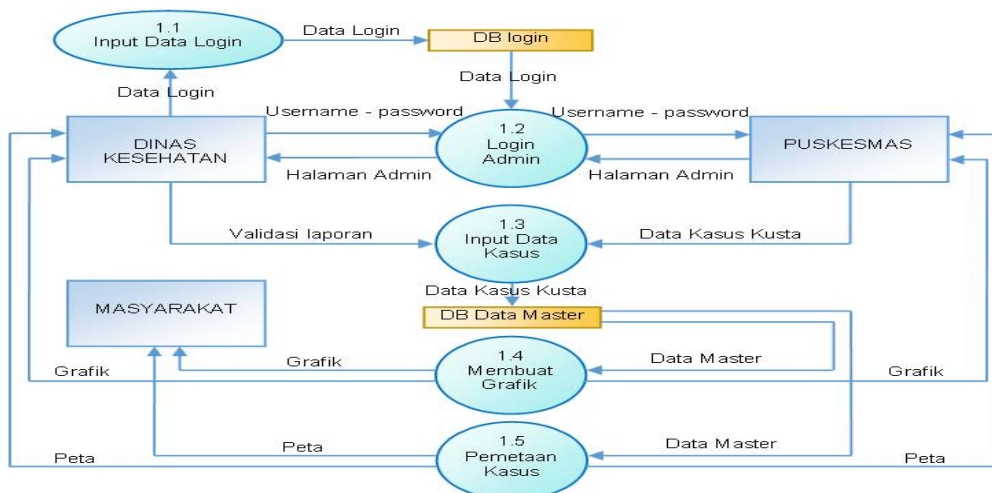 1.1
Input Data Login
Data Login
DB login
Data Login
Data Login
Username - password
Username - password
1.2
Login
Admin
DINAS
KESEHATAN
PUSKESMAS
Halaman Admin
Halaman Admin
1.3
Input Data
Kasus
Validasi laporan
Data Kasus Kusta
Data Kasus Kusta
MASYARAKAT
DB Data Master
1.4
Membuat
Grafik
Grafik
Data Master
Grafik
Grafik
1.5
Pemetaan
Kasus
Peta
Data Master
Peta
Peta